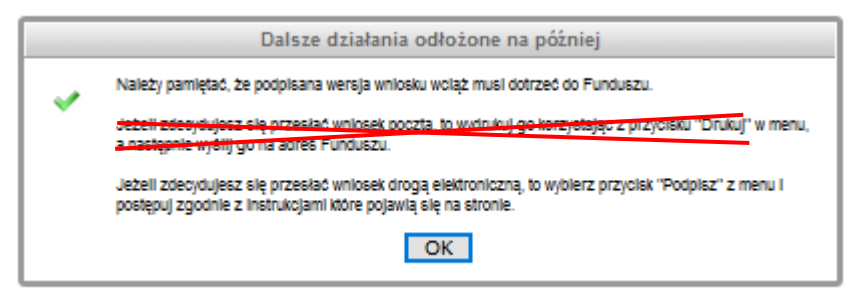 Dalsze działania odłożone na później
Należy pamiętać, że podpisana wersja wniosku wciąż musi dotrzeć do Funduszu.
Jeżeli zdecydujesz się przesłać wniosek pocztą, to wydrukuj go korzystając z przycisku "Drukuj" w menu,
a następnie wyślij go na adres Funduszu.
Jeżeli zdecydujesz się przesłać wniosek drogą elektroniczną, to wybierz przycisk "Podpisz" z menu i
postępuj zgodnie z instrukcjami które pojawią się na stronie.
OK